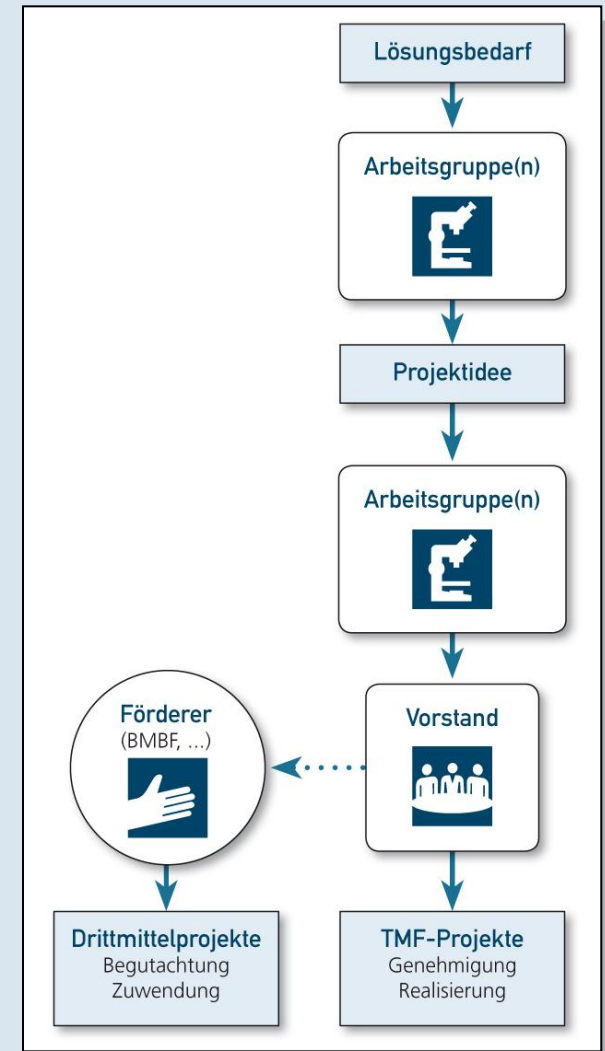 Lösungsbedarf
Arbeitsgruppe(n)
Projektidee
Arbeitsgruppe(n)
Förderer
(BMBF, ...)
Vorstand
Drittmittelprojekte
Begutachtung
Zuwendung
TMF-Projekte
Genehmigung
Realisierung